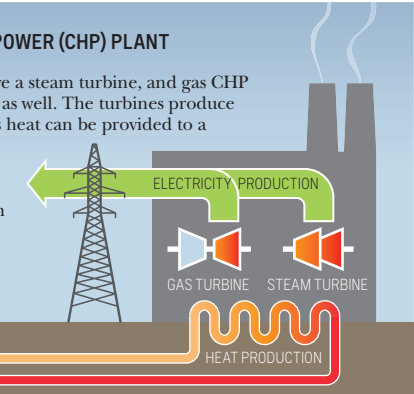 POWER (CHP) PLANT
ve a steam turbine, and gas CHP
as well. The turbines produce
s heat can be provided to a
n
ELECTRICITY PRODUCTION
GAS TURBINE
STEAM TURBINE
HEAT PRODUCTION